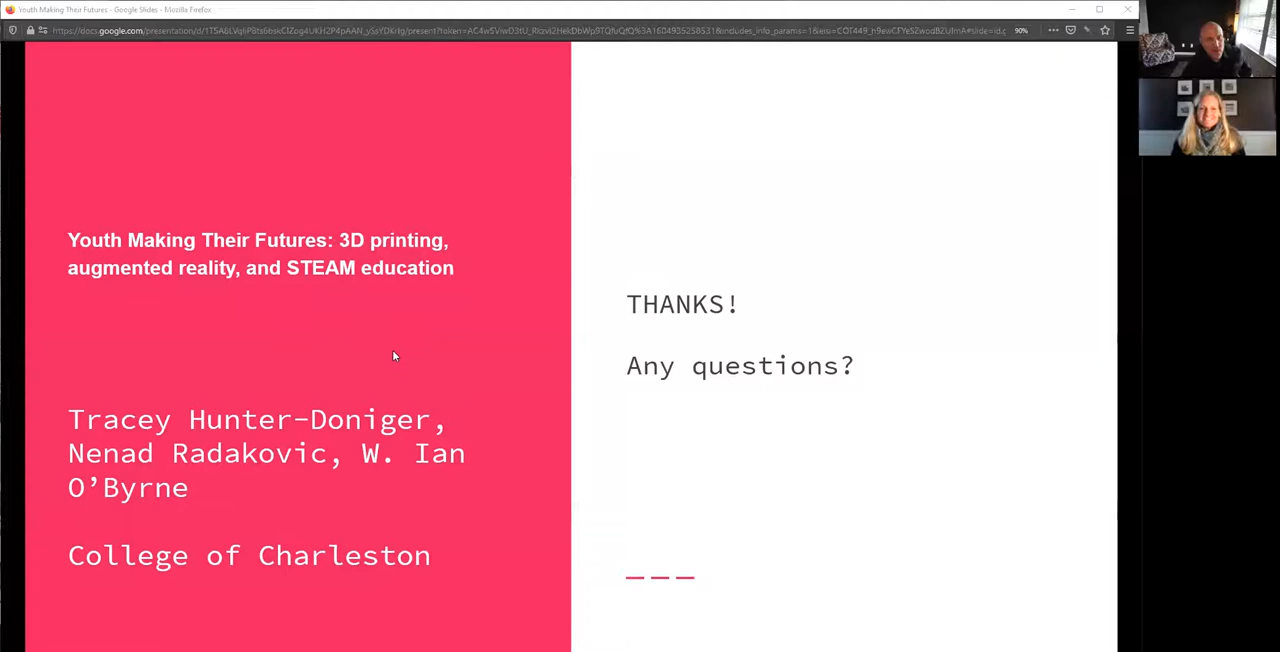 Youth Making Their Futures - Google Slides - Mozilla Firefox
90%
Youth Making Their Futures: 3D printing,
augmented reality, and STEAM education
THANKS!
Any questions?
Tracey Hunter-Doniger,
Nenad Radakovic, W. Ian
O’Byrne
College of Charleston